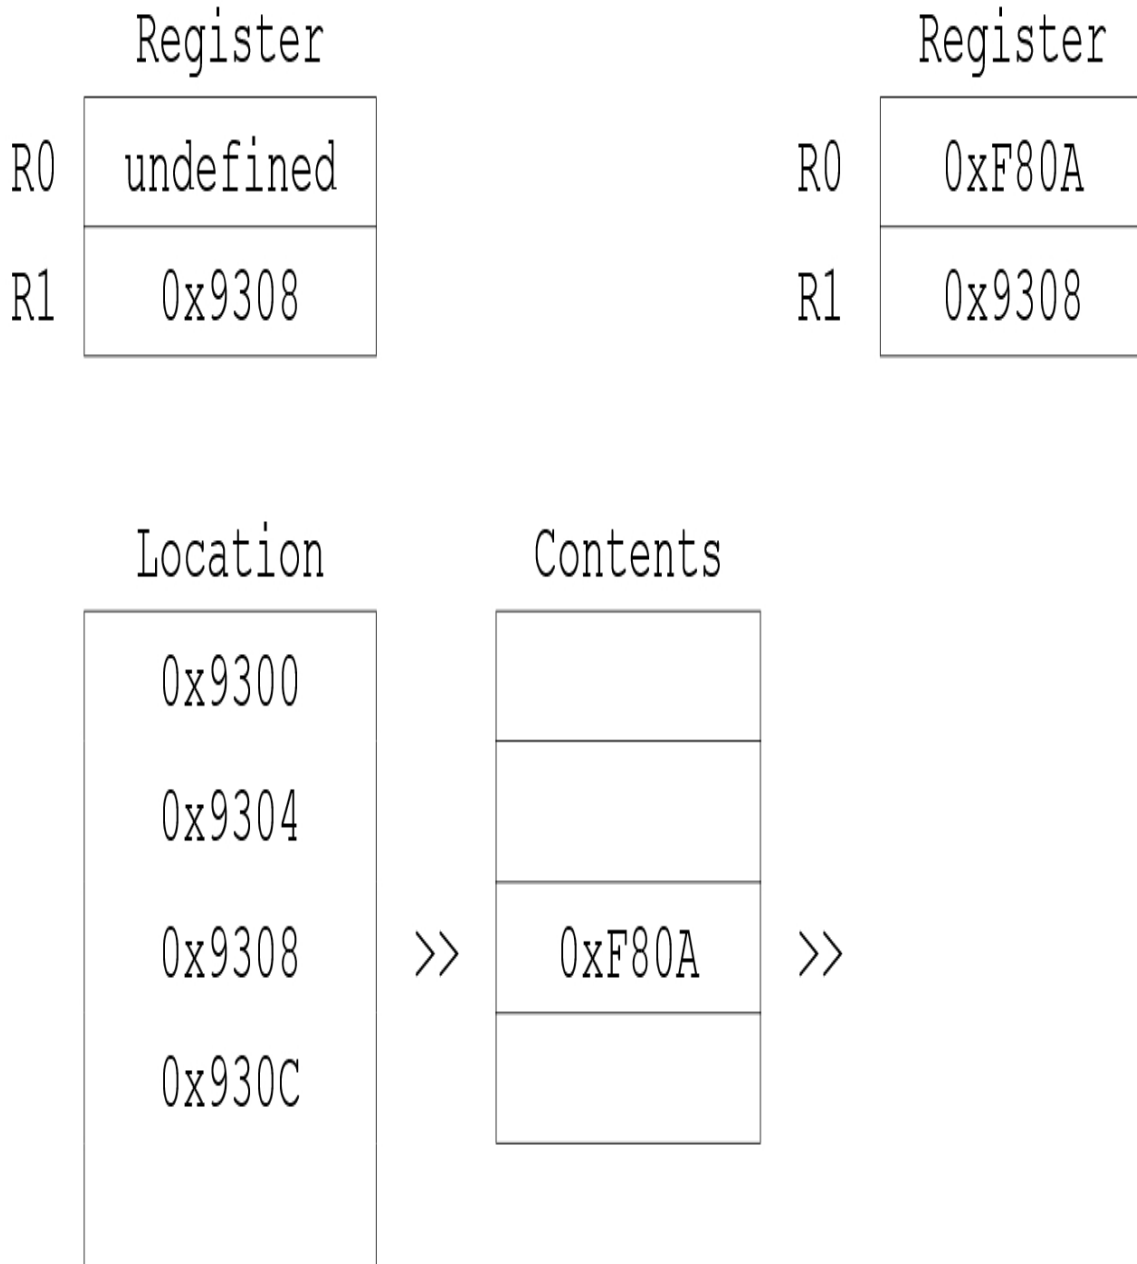 Register Register
R0 undefined R0 0xF80A
R1 0x9308 R1 0x9308
Location Contents
0x9300
0x9304
0x9308 >> 0xF80A >>
0x930C